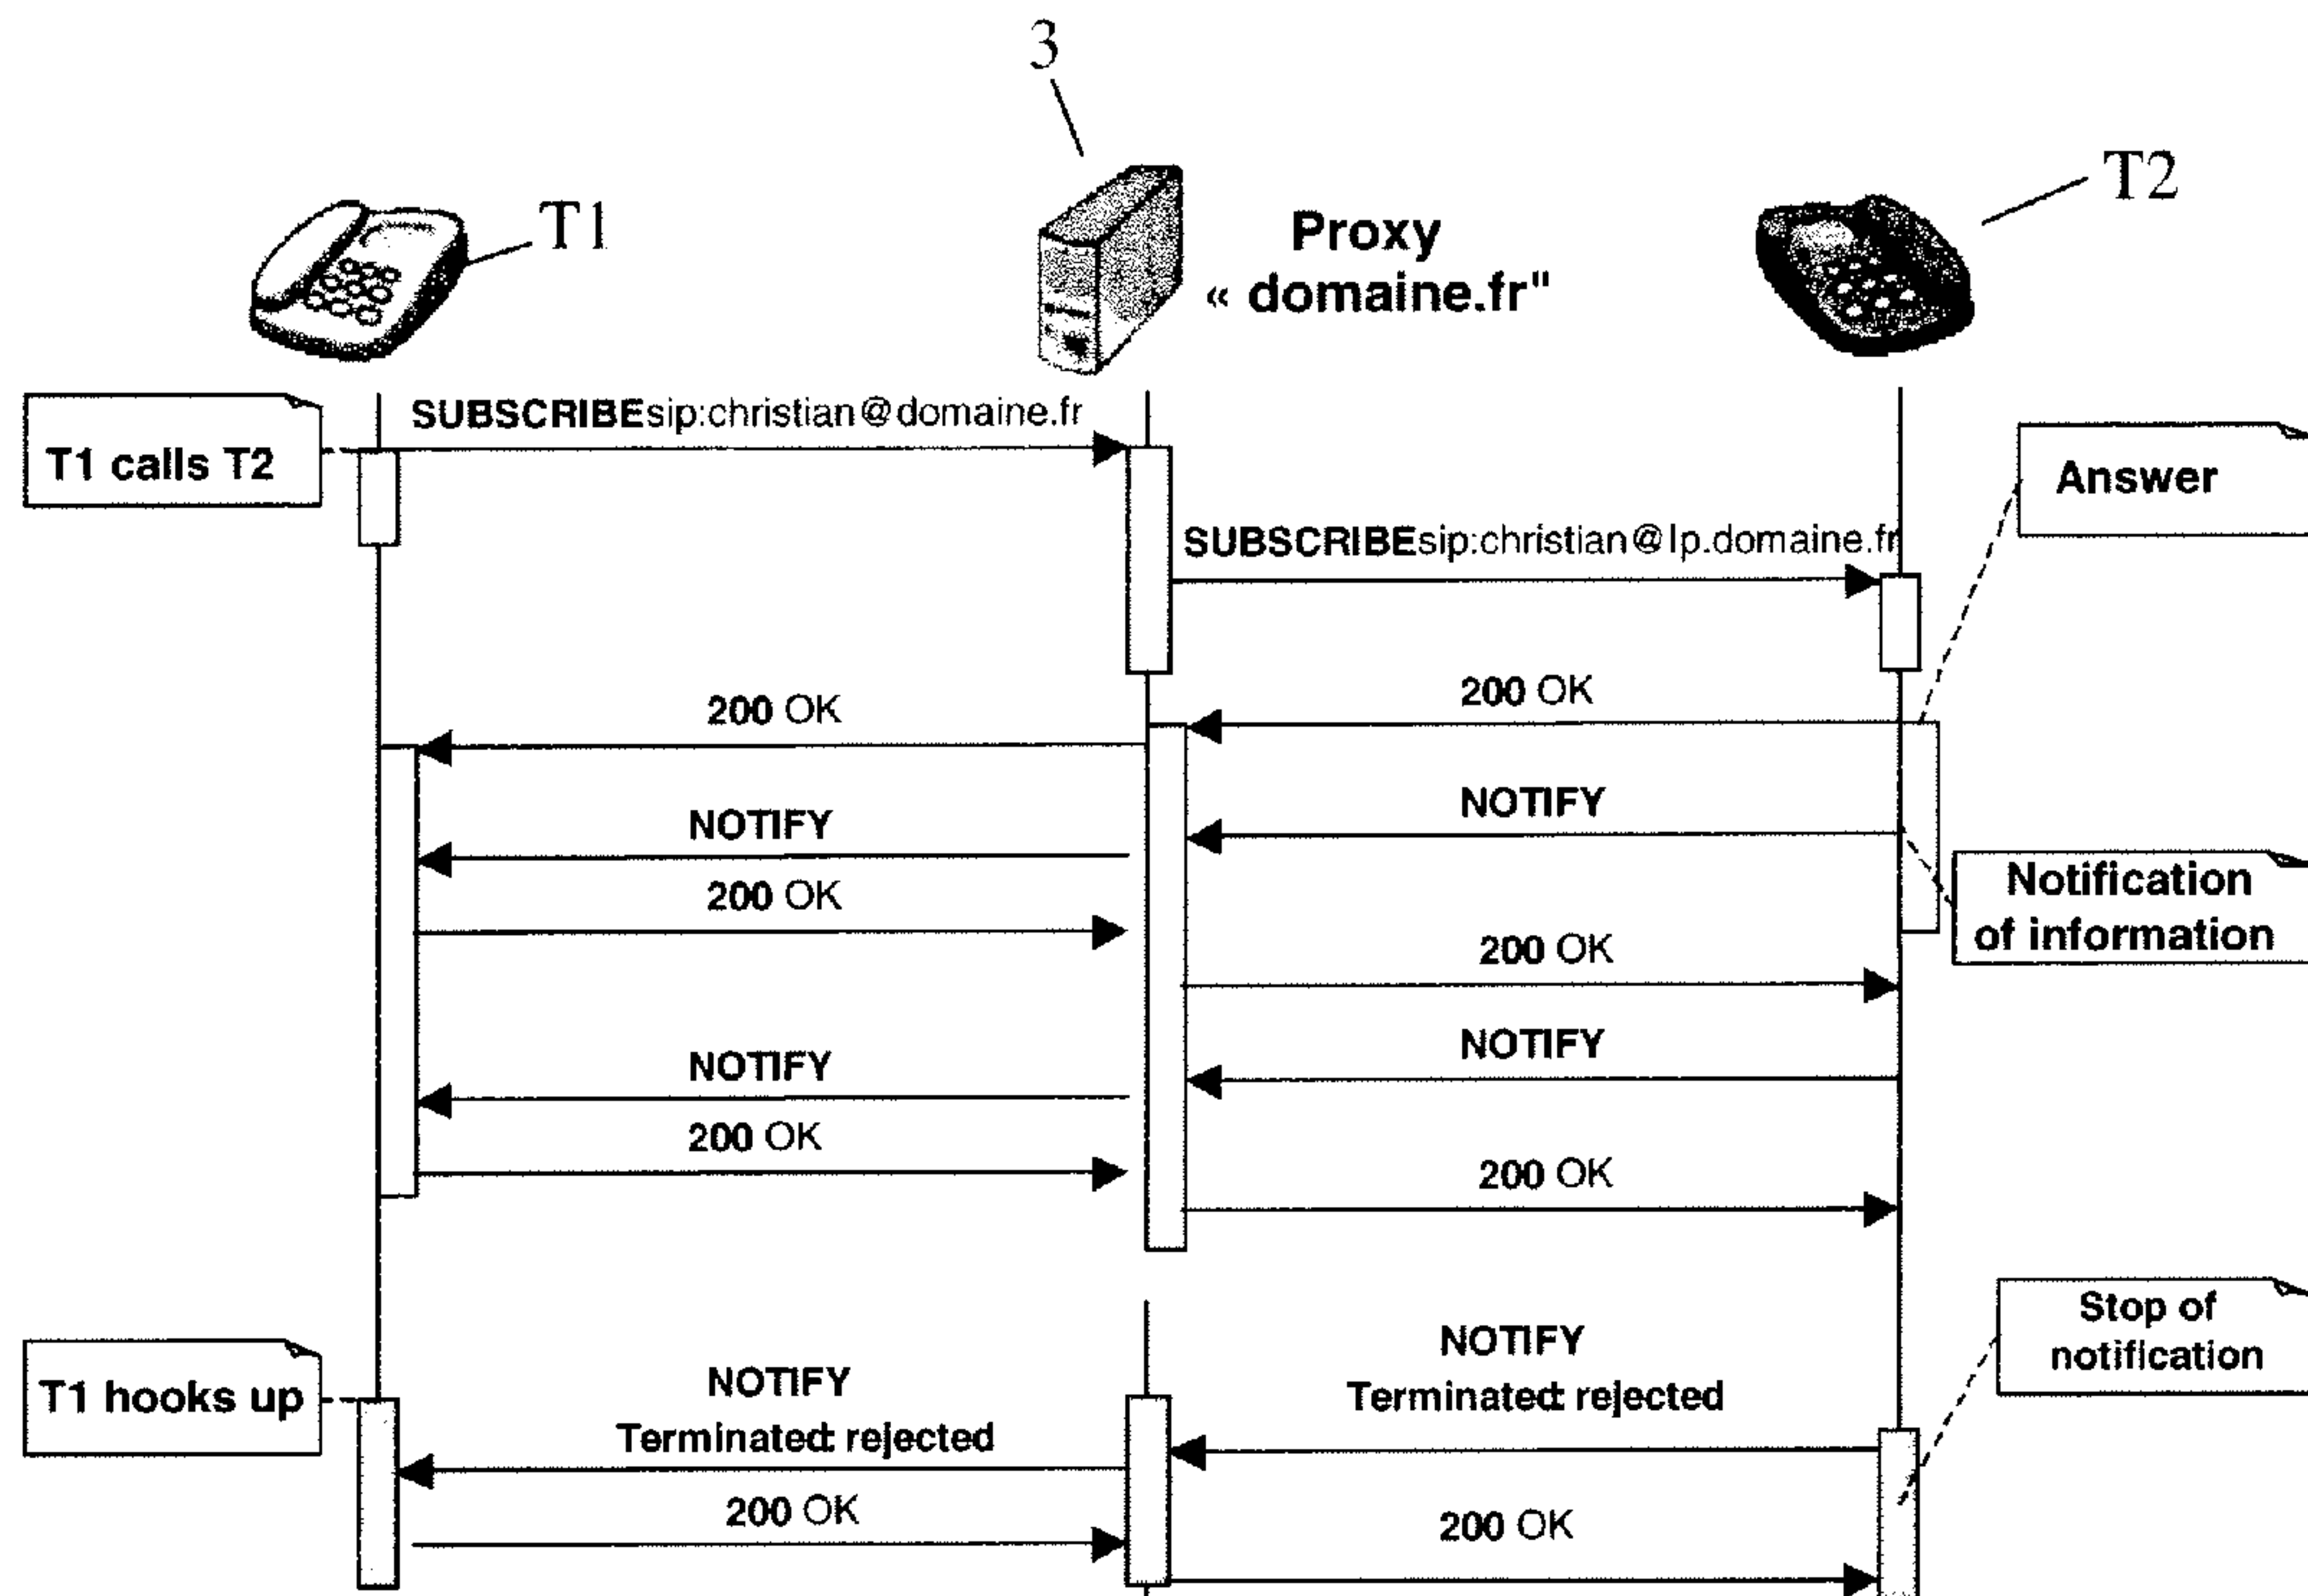 3
T1
Proxy
« domaine.fr"
T2
SUBSCRIBEsip:christian@domaine.fr
T1 calls T2
Answer
SUBSCRIBEsip:christian@lp.domaine.fr
200 OK
200 OK
NOTIFY
NOTIFY
200 OK
Notification
of information
200 OK
NOTIFY
NOTIFY
200 OK
200 OK
Stop of
notification
NOTIFY
Terminated: rejected
T1 hooks up
NOTIFY
Terminated: rejected
200 OK
200 OK